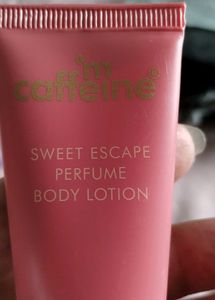 'm
caffeine®
SWEET ESCAPE
PERFUME
BODY LOTION